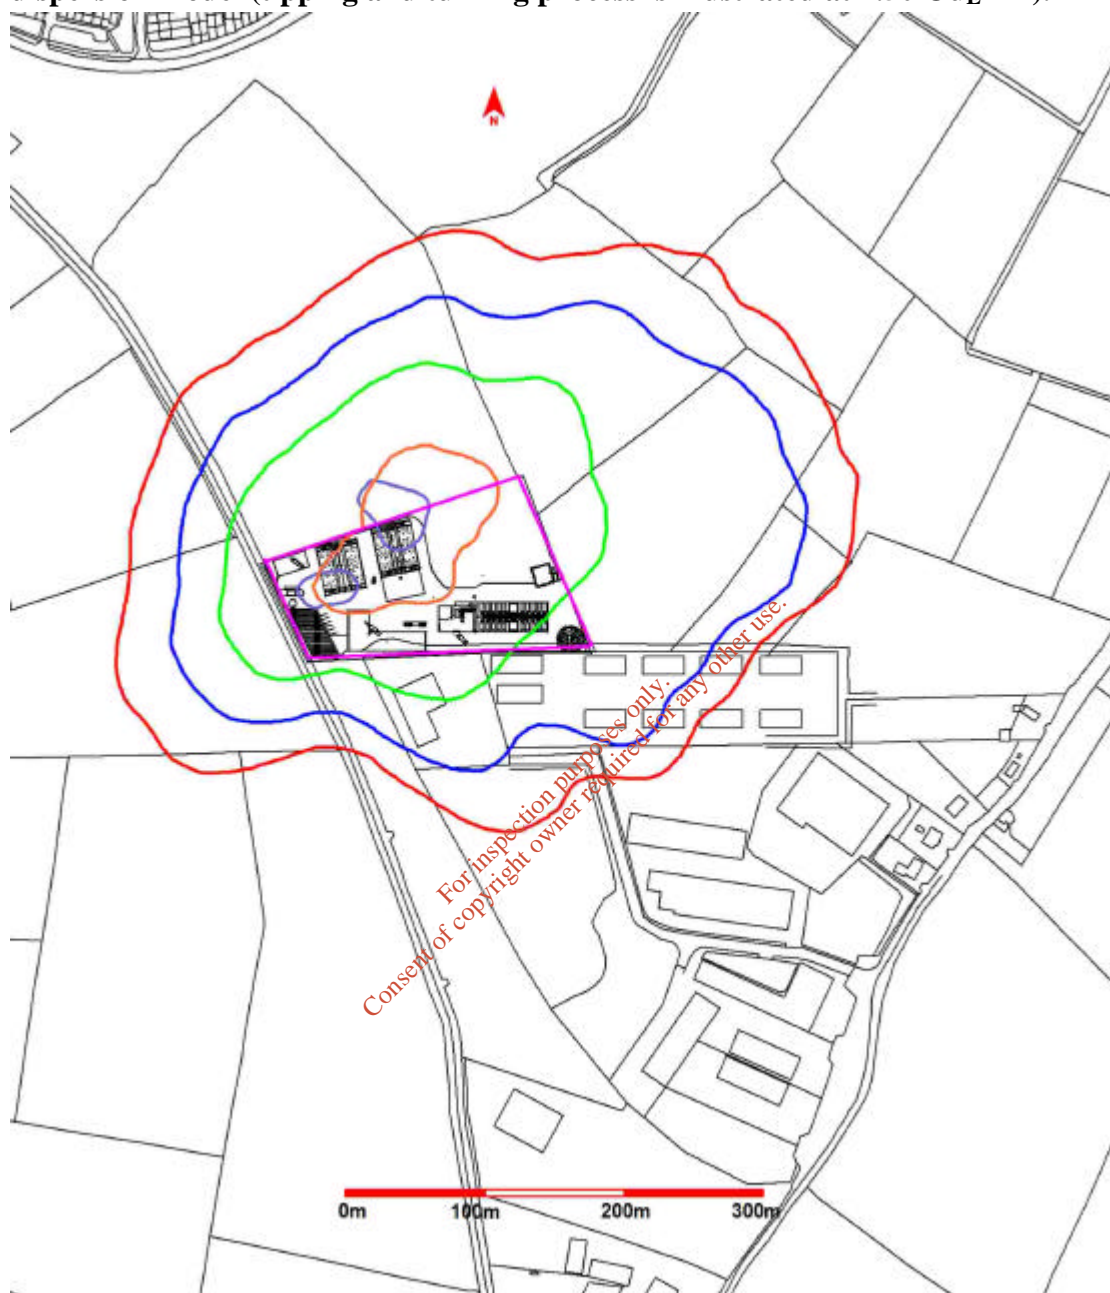 N
For inspection purposes only.
Consent of copyright owner required for any other use.
0m 100m 200m 300m